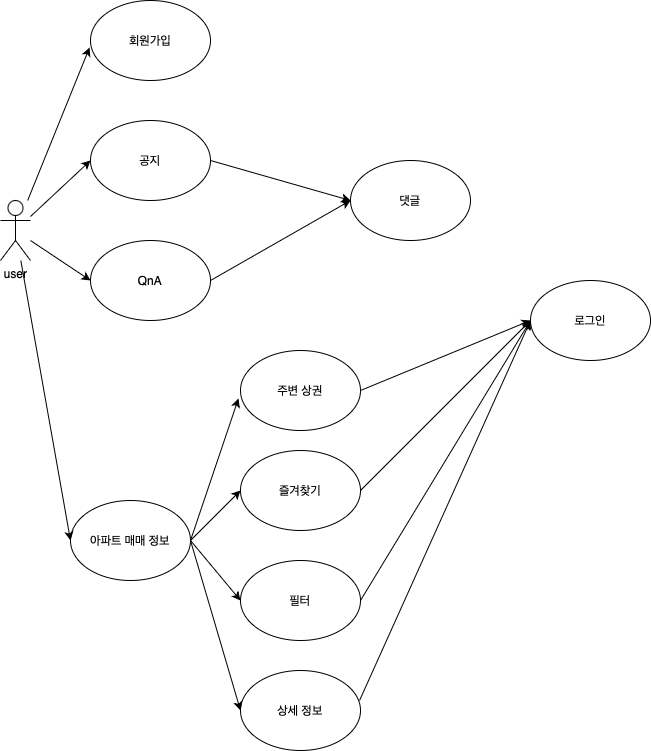 회원가입
공지
댓글
user
QnA
로그인
주변 상권
즐겨찾기
아파트 매매 정보
필터
상세 정보